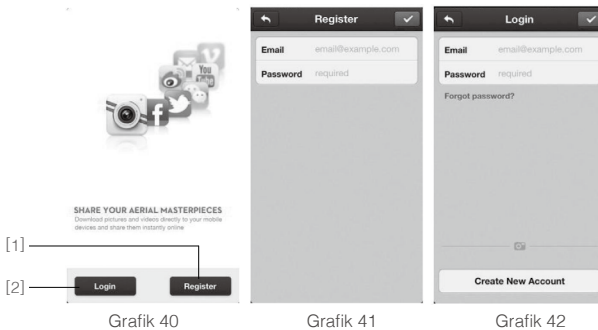 SHARE YOUR AERIAL MASTERPIECES
Download pictures and videos directly to your mobile
devices and share them instantly online
[1]
[2]
Login
Register
Grafik 40
Register
Email
email@example.com
Password
required
Grafik 41
Login
Email
email@example.com
Password
required
Forgot password?
Create New Account
Grafik 42
You
Tube